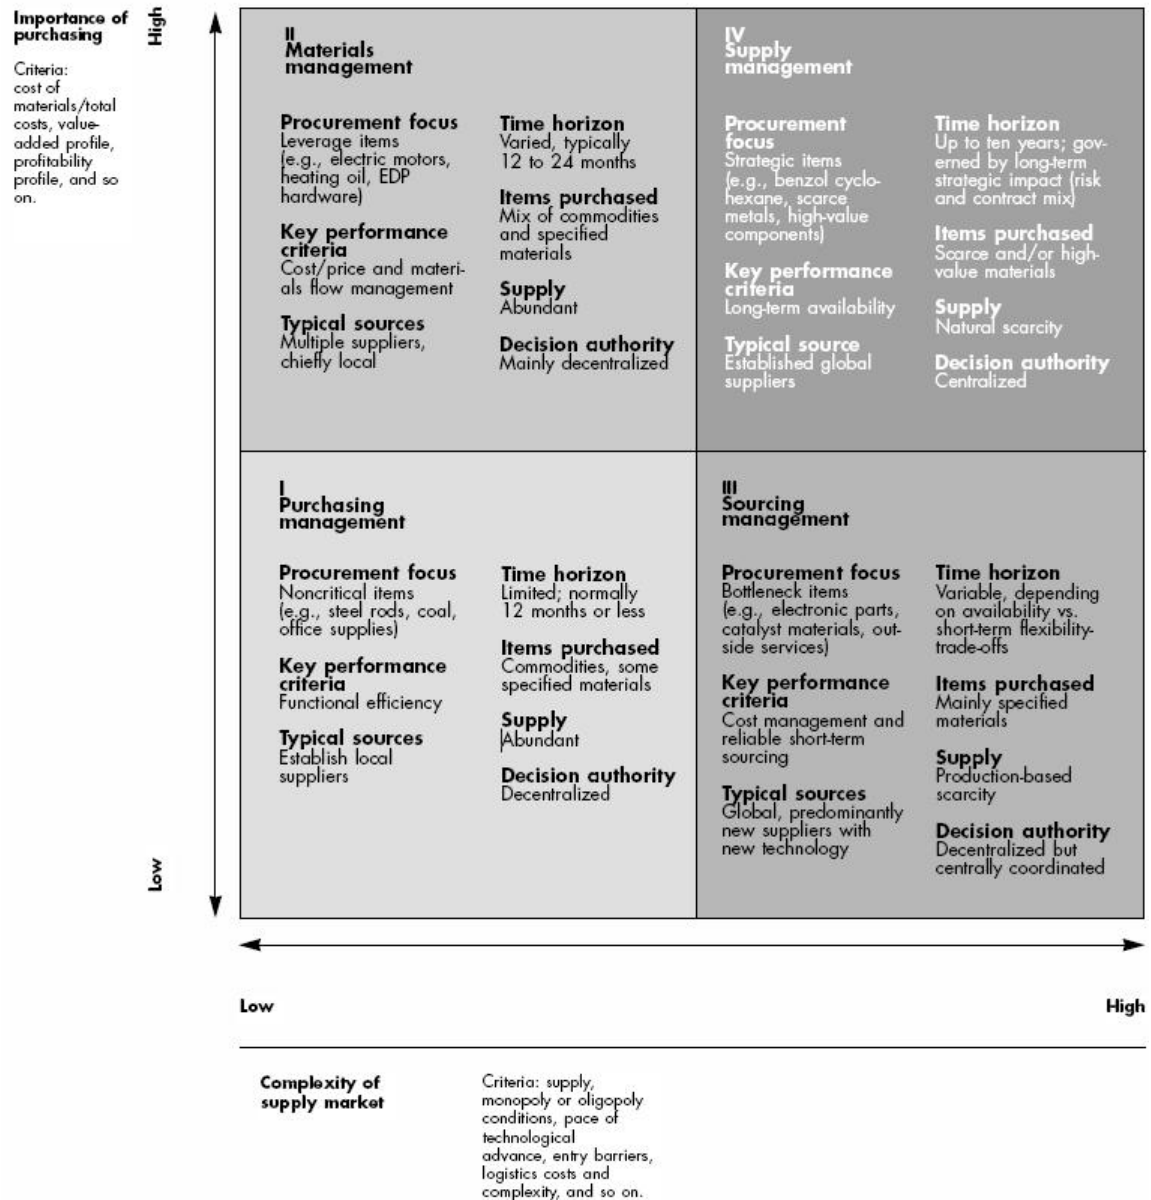 Importance of
purchasing
Criteria:
cost of
materials/total
costs, value-
added profile,
profitability
profile, and so
on.
High
Low
II
Materials
management
Procurement focus
Leverage items
(e.g., electric motors,
heating oil, EDP
hardware)
Key performance
criteria
Cost/price and materi-
als flow management
Typical sources
Multiple suppliers,
chiefly local
Time horizon
Varied, typically
12 to 24 months
Items purchased
Mix of commodities
and specified
materials
Supply
Abundant
Decision authority
Mainly decentralized
IV
Supply
management
Procurement
focus
Strategic items
(e.g., benzol cyclo-
hexane, scarce
metals, high-value
components)
Key performance
criteria
Long-term availability
Typical source
Established global
suppliers
Time horizon
Up to ten years; gov-
erned by long-term
strategic impact (risk
and contract mix)
Items purchased
Scarce and/or high-
value materials
Supply
Natural scarcity
Decision authority
Centralized
I
Purchasing
management
Procurement focus
Noncritical items
(e.g., steel rods, coal,
office supplies)
Key performance
criteria
Functional efficiency
Typical sources
Establish local
suppliers
Time horizon
Limited; normally
12 months or less
Items purchased
Commodities, some
specified materials
Supply
Abundant
Decision authority
Decentralized
III
Sourcing
management
Procurement focus
Bottleneck items
(e.g., electronic parts,
catalyst materials, out-
side services)
Key performance
criteria
Cost management and
reliable short-term
sourcing
Typical sources
Global, predominantly
new suppliers with
new technology
Time horizon
Variable, depending
on availability vs.
short-term flexibility-
trade-offs
Items purchased
Mainly specified
materials
Supply
Production-based
scarcity
Decision authority
Decentralized but
centrally coordinated
Low
High
Complexity of
supply market
Criteria: supply,
monopoly or oligopoly
conditions, pace of
technological
advance, entry barriers,
logistics costs and
complexity, and so on.